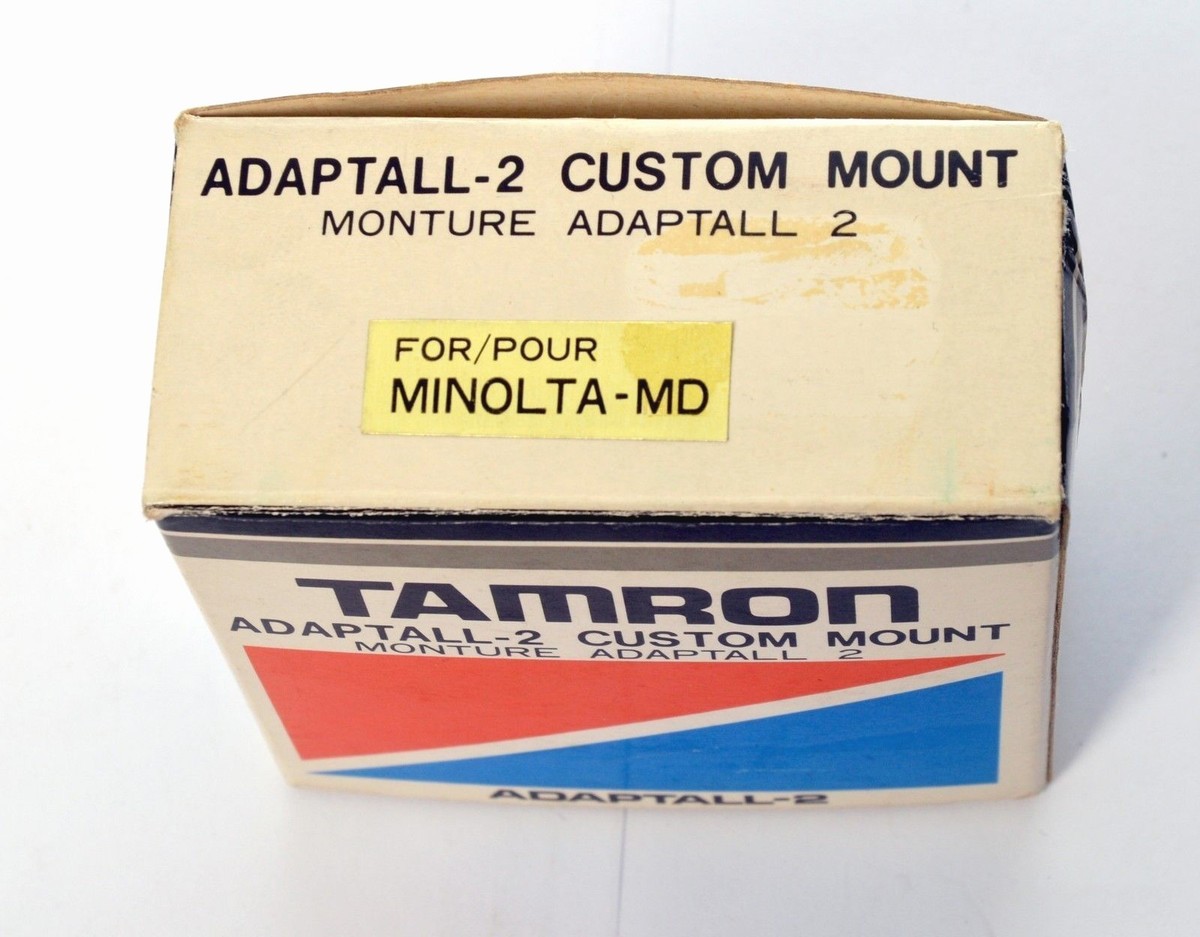 ADAPTALL-2 CUSTOM MOUNT
MONTURE ADAPTALL 2
FOR/POUR
MINOLTA-MD
TAMRON
ADAPTALL-2 CUSTOM MOUNT
MONTURE ADAPTALL 2
ADAPTALL-2